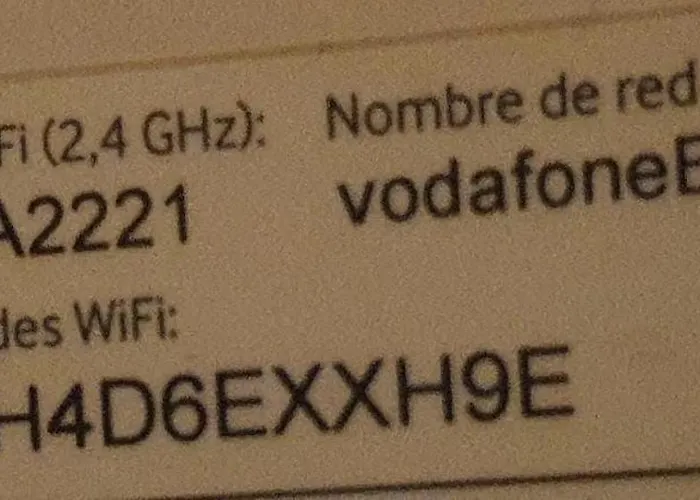 Fi (2,4 GHz): Nombre de red
A2221 vodafoneE
des WiFi:
H4D6EXXH9E